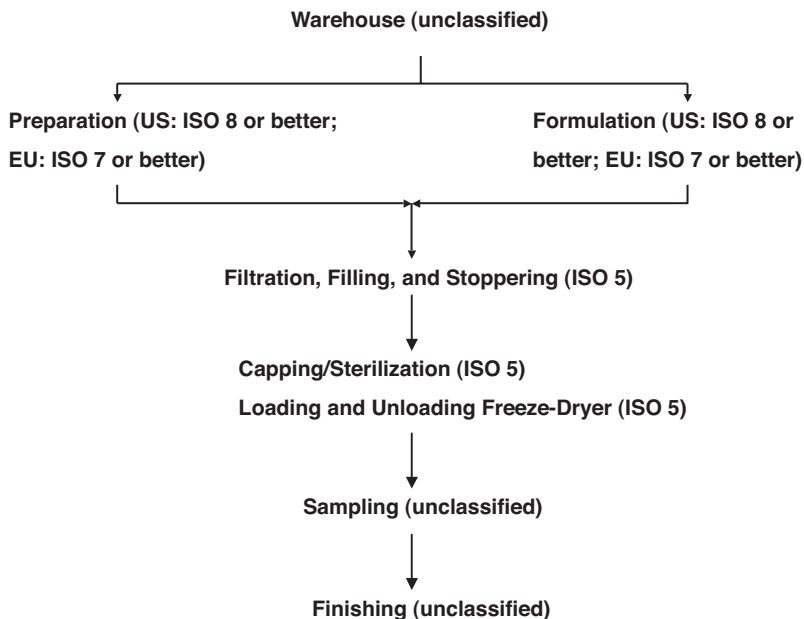 Warehouse (unclassified)
Preparation (US: ISO 8 or better;
EU: ISO 7 or better)
Formulation (US: ISO 8 or
better; EU: ISO 7 or better)
Filtration, Filling, and Stoppering (ISO 5)
Capping/Sterilization (ISO 5)
Loading and Unloading Freeze-Dryer (ISO 5)
Sampling (unclassified)
Finishing (unclassified)